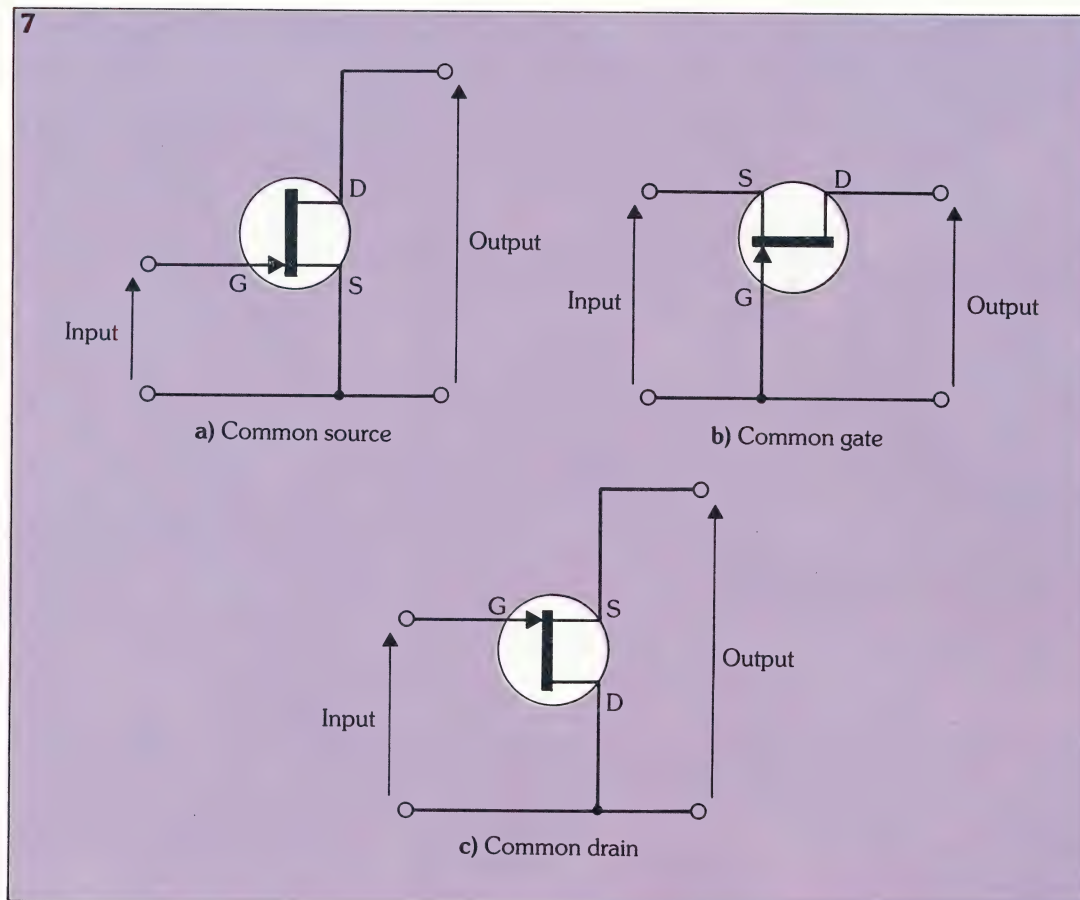 7
D
Output
G
S
Input
a) Common source
S
D
Input
G
Output
b) Common gate
G
S
Output
D
Input
c) Common drain